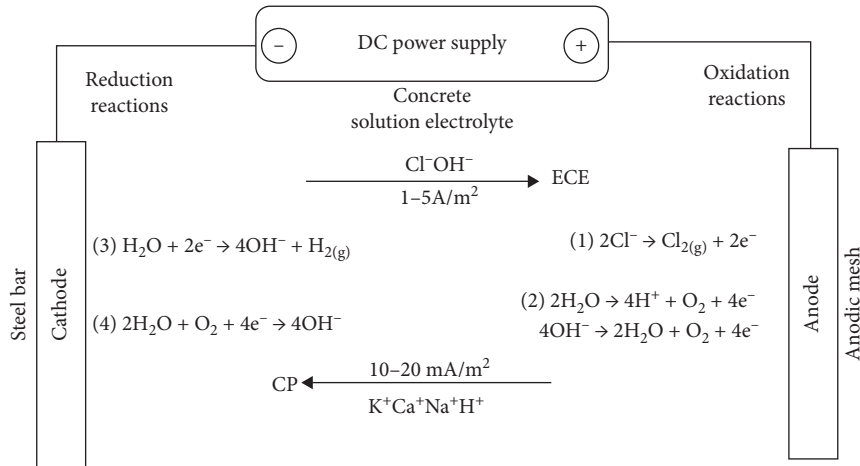 − DC power supply +
Reduction
reactions
Oxidation
reactions
Concrete
solution electrolyte
Cl⁻OH⁻
ECE
1–5A/m²
(3) H₂O + 2e⁻ → 4OH⁻ + H₂₍g₎
(1) 2Cl⁻ → Cl₂₍g₎ + 2e⁻
Steel bar
Cathode
Anode
Anodic mesh
(2) 2H₂O → 4H⁺ + O₂ + 4e⁻
(4) 2H₂O + O₂ + 4e⁻ → 4OH⁻
4OH⁻ → 2H₂O + O₂ + 4e⁻
10–20 mA/m²
CP
K⁺Ca⁺Na⁺H⁺